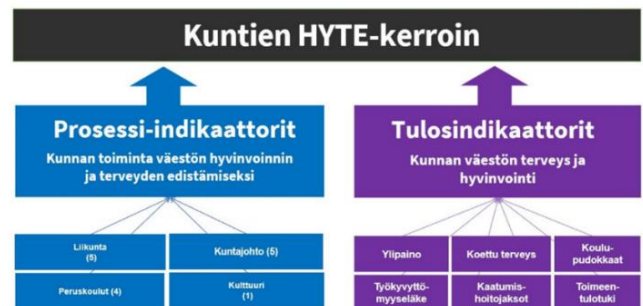 Kuntien HYTE-kerroin
Prosessi-indikaattorit
Kunnan toiminta väestön hyvinvoinnin
ja terveyden edistämiseksi
Tulosindikaattorit
Kunnan väestön terveys ja
hyvinvointi
Liikunta
(5)
Kuntajohto (5)
Peruskoulut (4)
Kulttuuri
(1)
Ylipaino
Koettu terveys
Koulu-
pudokkaat
Työkyvyttö-
myyseläke
Kaatumis-
hoitojaksot
Toimeen-
tulotuki